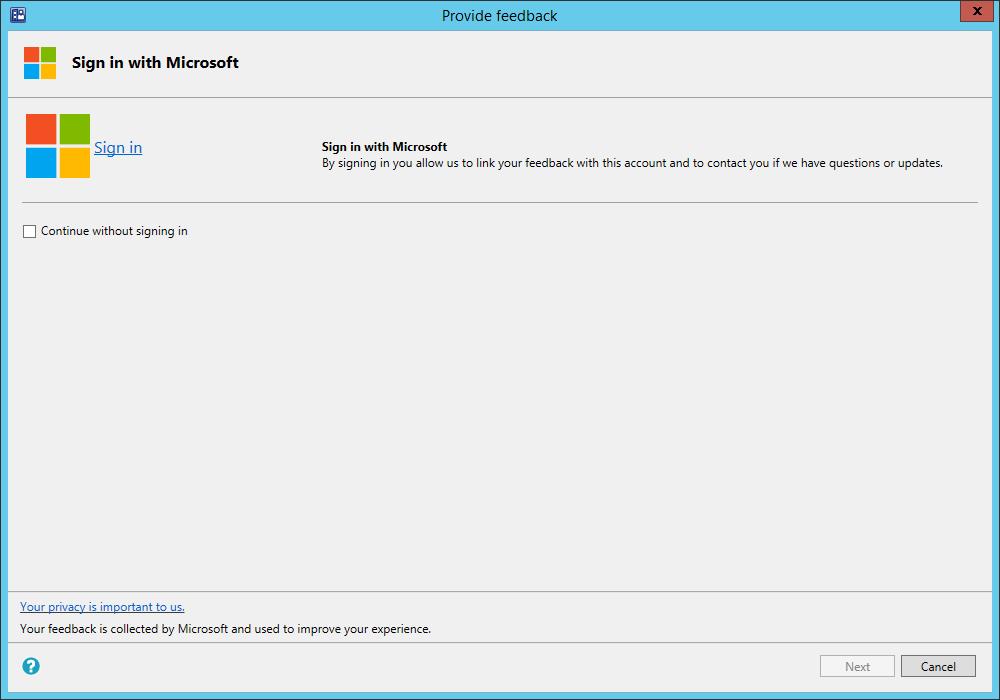 Provide feedback
x
Sign in with Microsoft
Sign in
Sign in with Microsoft
By signing in you allow us to link your feedback with this account and to contact you if we have questions or updates.
Continue without signing in
Your privacy is important to us.
Your feedback is collected by Microsoft and used to improve your experience.
?
Next
Cancel